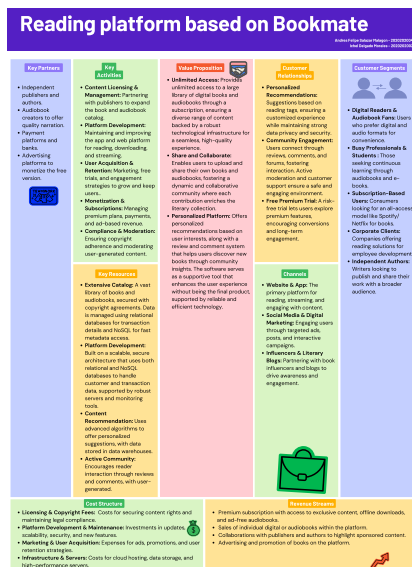 Reading platform based on Bookmate
Andres Felipe Salazar Malagon - 20202020
Intsel Delgado Morales - 202020200
Key Partners
• Independent
publishers and
authors.
• Audiobook
creators to offer
quality narration.
• Payment
platforms and
banks.
• Advertising
platforms to
monetize the free
version.
Key
Activities
• Content Licensing &
Management: Partnering
with publishers to expand
the book and audiobook
catalog.
• Platform Development:
Maintaining and improving
the app and web platform
for reading, downloading,
and streaming.
• User Acquisition &
Retention: Marketing, free
trials, and engagement
strategies to grow and keep
users.
• Monetization &
Subscriptions: Managing
premium plans, payments,
and ad-based revenue.
• Compliance & Moderation:
Ensuring copyright
adherence and moderating
user-generated content.
Key Resources
• Extensive Catalog: A vast
library of books and
audiobooks, secured with
copyright agreements. Data
is managed using relational
databases for transaction
details and NoSQL for fast
metadata access.
• Platform Development:
Built on a scalable, secure
architecture that uses both
relational and NoSQL
databases to handle
customer and transaction
data, supported by robust
servers and monitoring
tools.
• Content
Recommendation: Uses
advanced algorithms to
offer personalized
suggestions, with data
stored in data warehouses.
• Active Community:
Encourages reader
interaction through reviews
and comments, with user-
generated.
Value Proposition
• Unlimited Access: Provides
unlimited access to a large
library of digital books and
audiobooks through a
subscription, ensuring a
diverse range of content
backed by a robust
technological infrastructure for
a seamless, high-quality
experience.
• Share and Collaborate:
Enables users to upload and
share their own books and
audiobooks, fostering a
dynamic and collaborative
community where each
contribution enriches the
literary collection.
• Personalized Platform: Offers
personalized
recommendations based on
user interests, along with a
review and comment system
that helps users discover new
books through community
insights. The software serves
as a supportive tool that
enhances the user experience
without being the final product,
supported by reliable and
efficient technology.
Customer
Relationships
• Personalized
Recommendations:
Suggestions based on
reading tags, ensuring a
customized experience
while maintaining strong
data privacy and security.
• Community Engagement:
Users connect through
reviews, comments, and
forums, fostering
interaction. Active
moderation and customer
support ensure a safe and
engaging environment.
• Free Premium Trial: A risk-
free trial lets users explore
premium features,
encouraging conversions
and long-term
engagement.
Channels
• Website & App: The
primary platform for
reading, streaming, and
engaging with content.
• Social Media & Digital
Marketing: Engaging users
through targeted ads,
posts, and interactive
campaigns.
• Influencers & Literary
Blogs: Partnering with book
influencers and blogs to
drive awareness and
engagement.
Customer Segments
• Digital Readers &
Audiobook Fans: Users
who prefer digital and
audio formats for
convenience.
• Busy Professionals &
Students : Those
seeking continuous
learning through
audiobooks and e-
books.
• Subscription-Based
Users: Consumers
looking for an all-access
model like Spotify/
Netflix for books.
• Corporate Clients:
Companies offering
reading solutions for
employee development
• Independent Authors:
Writers looking to
publish and share their
work with a broader
audience.
Cost Structure
• Licensing & Copyright Fees: Costs for securing content rights and
maintaining legal compliance.
• Platform Development & Maintenance: Investments in updates,
scalability, security, and new features.
• Marketing & User Acquisition: Expenses for ads, promotions, and user
retention strategies.
• Infrastructure & Servers: Costs for cloud hosting, data storage, and
high-performance servers.
Revenue Streams
• Premium subscription with access to exclusive content, offline downloads,
and ad-free audiobooks.
• Sales of individual digital or audiobooks within the platform.
• Collaborations with publishers and authors to highlight sponsored content.
• Advertising and promotion of books on the platform.